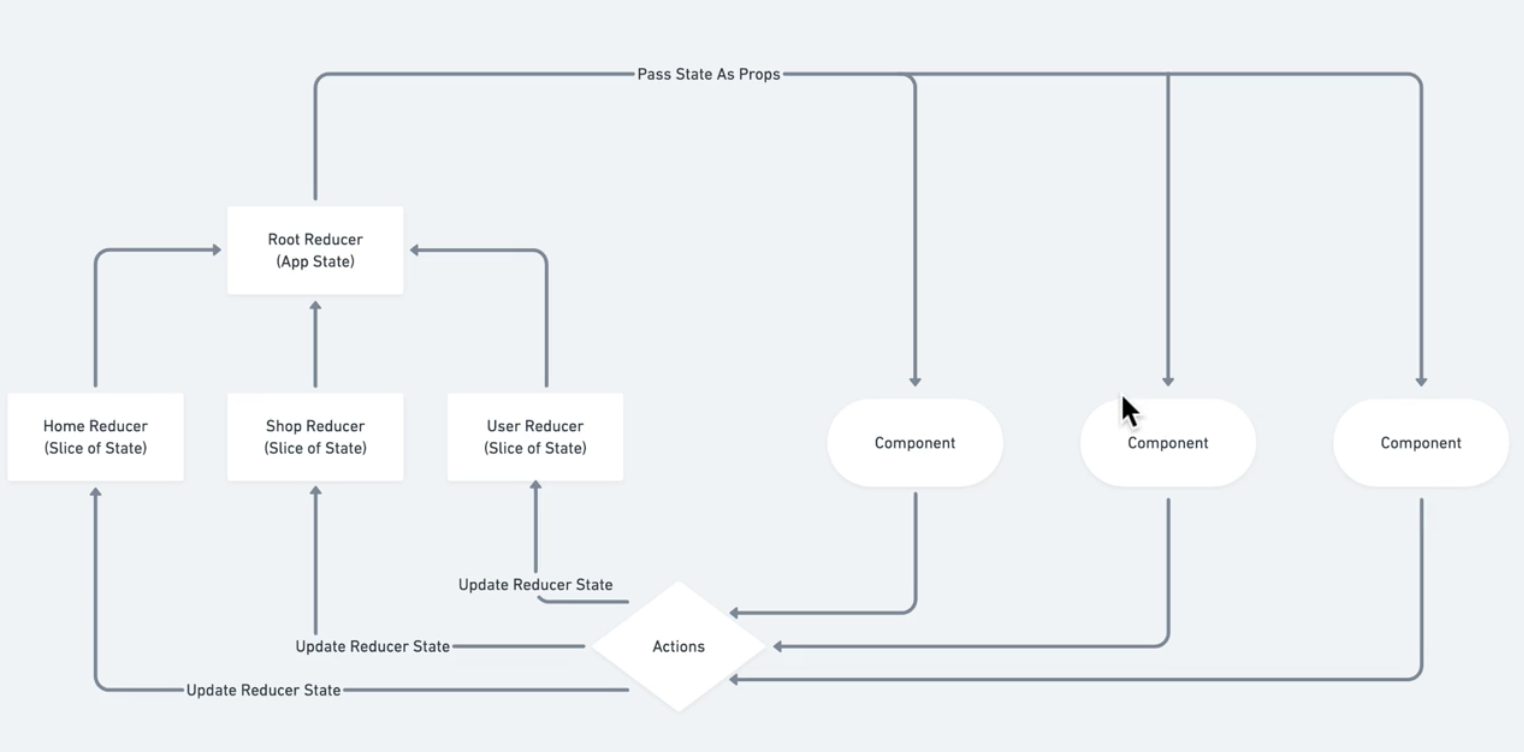 Pass State As Props
Root Reducer
(App State)
Home Reducer
(Slice of State)
Shop Reducer
(Slice of State)
User Reducer
(Slice of State)
Component
Component
Component
Update Reducer State
Update Reducer State
Actions
Update Reducer State